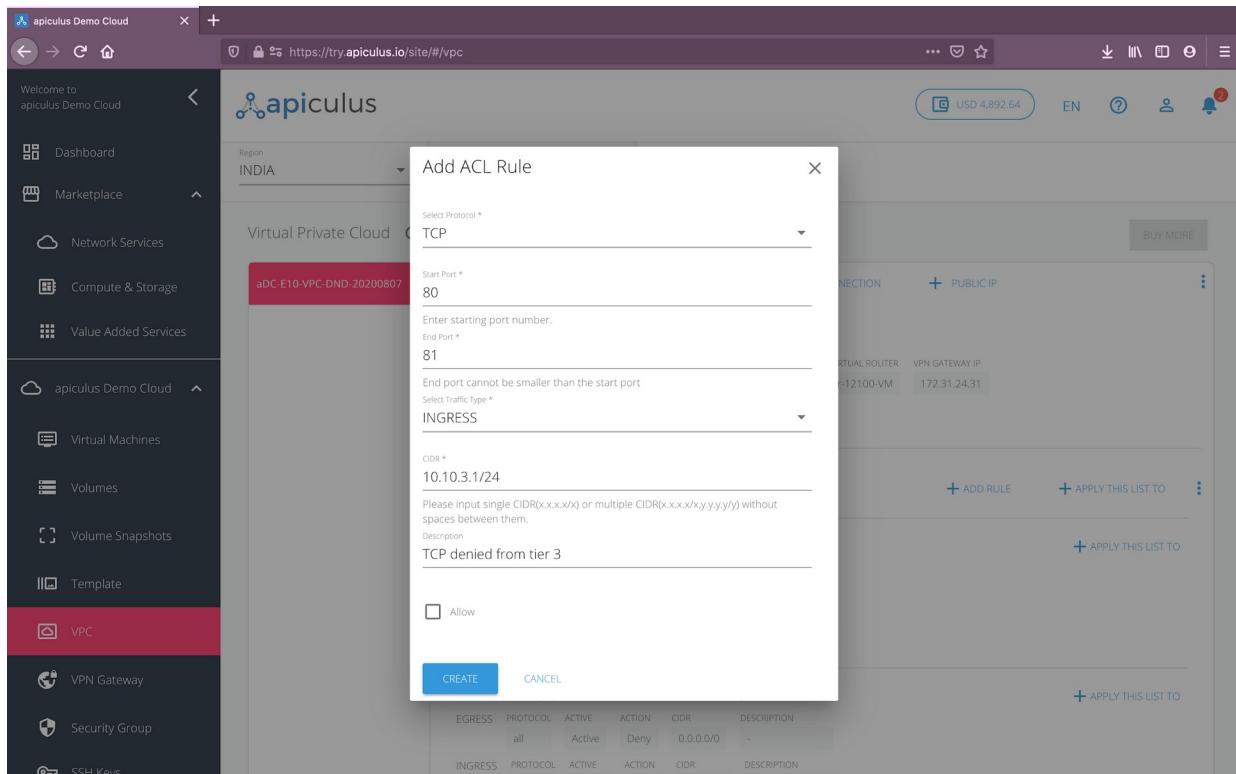 apiculus Demo Cloud
https://try.apiculus.io/site/#/vpc
Welcome to
apiculus Demo Cloud
Dashboard
Marketplace
Network Services
Compute & Storage
Value Added Services
apiculus Demo Cloud
Virtual Machines
Volumes
Volume Snapshots
Template
VPC
VPN Gateway
Security Group
SSH Keys
apiculus
USD 4,892.64
EN
2
Region
INDIA
Virtual Private Cloud
BUY MORE
aDC-E10-VPC-DND-20200807
NECTION
+ PUBLIC IP
RTUAL ROUTER
VPN GATEWAY IP
r-12100-VM
172.31.24.31
+ ADD RULE
+ APPLY THIS LIST TO
+ APPLY THIS LIST TO
+ APPLY THIS LIST TO
Add ACL Rule
Select Protocol *
TCP
Start Port *
80
Enter starting port number.
End Port *
81
End port cannot be smaller than the start port
Select Traffic Type *
INGRESS
CIDR *
10.10.3.1/24
Please input single CIDR(x.x.x.x/x) or multiple CIDR(x.x.x.x/x,y.y.y.y/y) without
spaces between them.
Description
TCP denied from tier 3
Allow
CREATE
CANCEL
EGRESS PROTOCOL ACTIVE ACTION CIDR DESCRIPTION
all Active Deny 0.0.0.0/0 -
INGRESS PROTOCOL ACTIVE ACTION CIDR DESCRIPTION